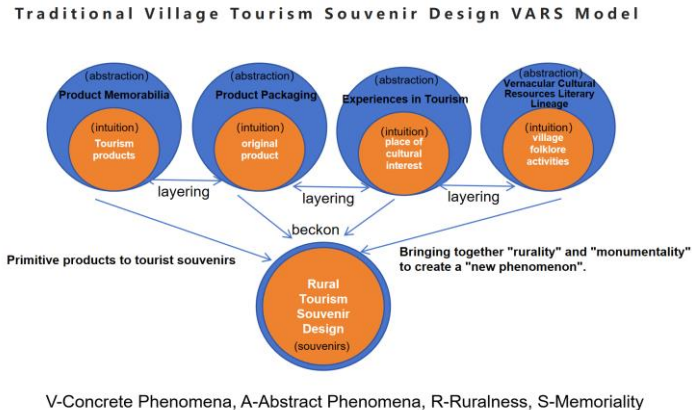 Traditional Village Tourism Souvenir Design VARS Model
(abstraction)
Product Memorabilia
(intuition)
Tourism
products
(abstraction)
Product Packaging
(intuition)
original
product
(abstraction)
Experiences in Tourism
(intuition)
place of
cultural
interest
(abstraction)
Vernacular Cultural
Resources Literary
Lineage
(intuition)
village
folklore
activities
layering
layering
layering
beckon
Primitive products to tourist souvenirs
Bringing together "rurality" and "monumentality"
to create a "new phenomenon".
Rural
Tourism
Souvenir
Design
(souvenirs)
V-Concrete Phenomena, A-Abstract Phenomena, R-Ruralness, S-Memoriality